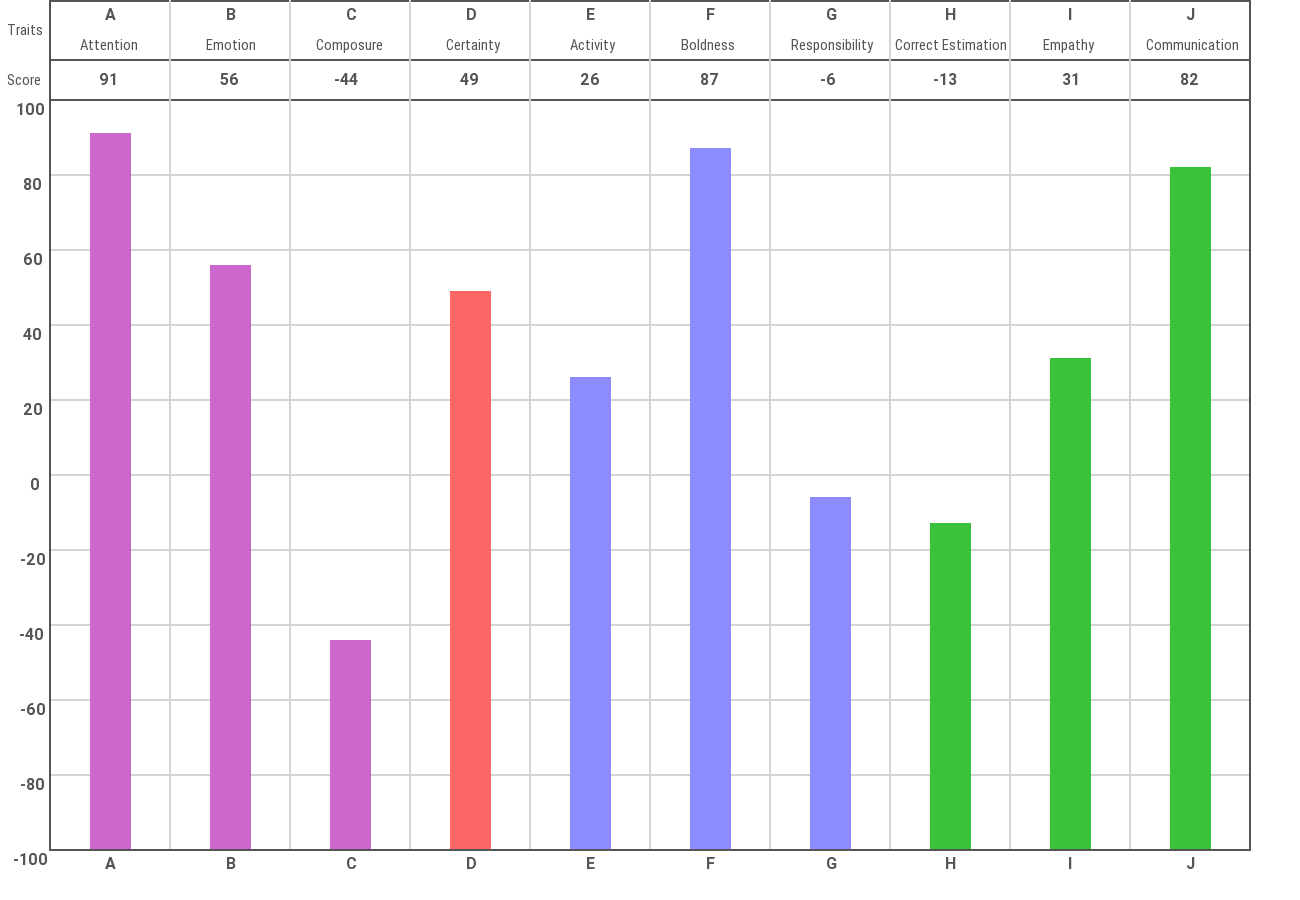 Traits
A B C D E F G H I J
Attention Emotion Composure Certainty Activity Boldness Responsibility Correct Estimation Empathy Communication
Score 91 56 -44 49 26 87 -6 -13 31 82
100
80
60
40
20
0
-20
-40
-60
-80
-100
A B C D E F G H I J